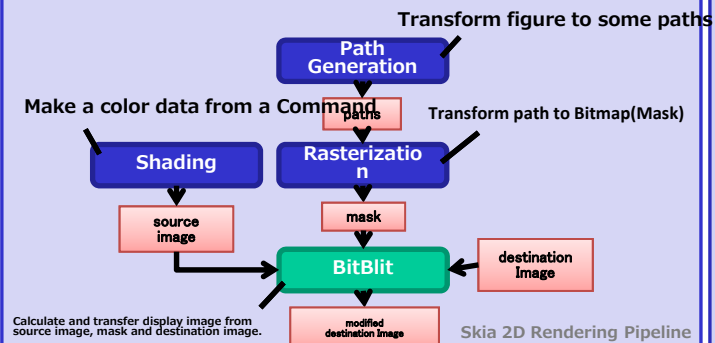 Transform figure to some paths
Path
Generation
Make a color data from a Command
paths
Transform path to Bitmap(Mask)
Shading
Rasterizatio
n
source
image
mask
BitBlit
destination
Image
Calculate and transfer display image from
source image, mask and destination image.
modified
destination Image
Skia 2D Rendering Pipeline